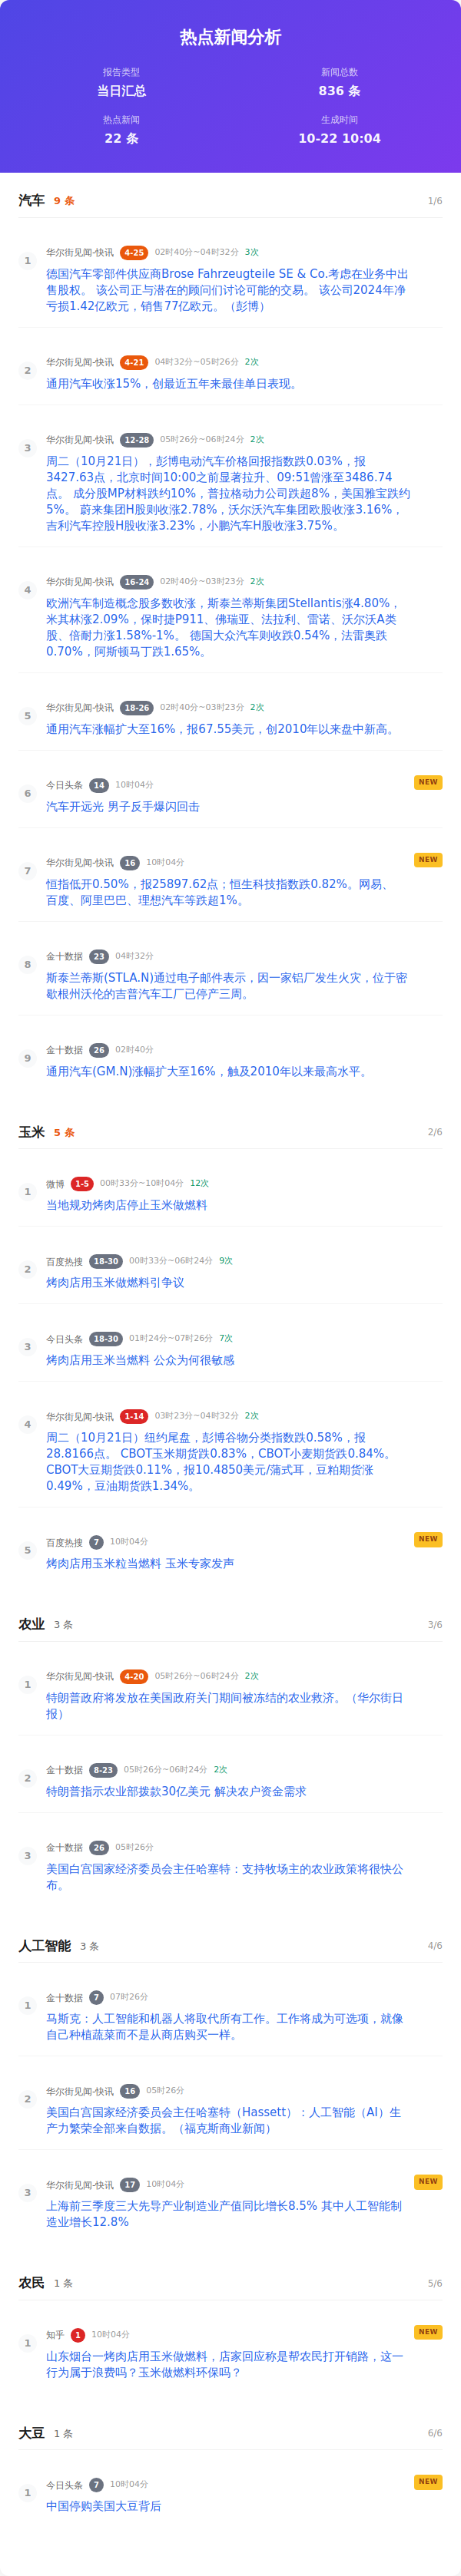 热点新闻分析
报告类型
当日汇总
新闻总数
836 条
热点新闻
22 条
生成时间
10-22 10:04
汽车 9 条 1/6
1
华尔街见闻-快讯 4-25 02时40分~04时32分 3次
德国汽车零部件供应商Brose Fahrzeugteile SE & Co.考虑在业务中出
售股权。 该公司正与潜在的顾问们讨论可能的交易。 该公司2024年净
亏损1.42亿欧元，销售77亿欧元。（彭博）
2
华尔街见闻-快讯 4-21 04时32分~05时26分 2次
通用汽车收涨15%，创最近五年来最佳单日表现。
3
华尔街见闻-快讯 12-28 05时26分~06时24分 2次
周二（10月21日），彭博电动汽车价格回报指数跌0.03%，报
3427.63点，北京时间10:00之前显著拉升、09:51曾涨至3486.74
点。 成分股MP材料跌约10%，普拉格动力公司跌超8%，美国雅宝跌约
5%。 蔚来集团H股则收涨2.78%，沃尔沃汽车集团欧股收涨3.16%，
吉利汽车控股H股收涨3.23%，小鹏汽车H股收涨3.75%。
4
华尔街见闻-快讯 16-24 02时40分~03时23分 2次
欧洲汽车制造概念股多数收涨，斯泰兰蒂斯集团Stellantis涨4.80%，
米其林涨2.09%，保时捷P911、佛瑞亚、法拉利、雷诺、沃尔沃A类
股、倍耐力涨1.58%-1%。 德国大众汽车则收跌0.54%，法雷奥跌
0.70%，阿斯顿马丁跌1.65%。
5
华尔街见闻-快讯 18-26 02时40分~03时23分 2次
通用汽车涨幅扩大至16%，报67.55美元，创2010年以来盘中新高。
6
今日头条 14 10时04分 NEW
汽车开远光 男子反手爆闪回击
7
华尔街见闻-快讯 16 10时04分 NEW
恒指低开0.50%，报25897.62点；恒生科技指数跌0.82%。网易、
百度、阿里巴巴、理想汽车等跌超1%。
8
金十数据 23 04时32分
斯泰兰蒂斯(STLA.N)通过电子邮件表示，因一家铝厂发生火灾，位于密
歇根州沃伦的吉普汽车工厂已停产三周。
9
金十数据 26 02时40分
通用汽车(GM.N)涨幅扩大至16%，触及2010年以来最高水平。
玉米 5 条 2/6
1
微博 1-5 00时33分~10时04分 12次
当地规劝烤肉店停止玉米做燃料
2
百度热搜 18-30 00时33分~06时24分 9次
烤肉店用玉米做燃料引争议
3
今日头条 18-30 01时24分~07时26分 7次
烤肉店用玉米当燃料 公众为何很敏感
4
华尔街见闻-快讯 1-14 03时23分~04时32分 2次
周二（10月21日）纽约尾盘，彭博谷物分类指数跌0.58%，报
28.8166点。 CBOT玉米期货跌0.83%，CBOT小麦期货跌0.84%。
CBOT大豆期货跌0.11%，报10.4850美元/蒲式耳，豆粕期货涨
0.49%，豆油期货跌1.34%。
5
百度热搜 7 10时04分 NEW
烤肉店用玉米粒当燃料 玉米专家发声
农业 3 条 3/6
1
华尔街见闻-快讯 4-20 05时26分~06时24分 2次
特朗普政府将发放在美国政府关门期间被冻结的农业救济。（华尔街日
报）
2
金十数据 8-23 05时26分~06时24分 2次
特朗普指示农业部拨款30亿美元 解决农户资金需求
3
金十数据 26 05时26分
美国白宫国家经济委员会主任哈塞特：支持牧场主的农业政策将很快公
布。
人工智能 3 条 4/6
1
金十数据 7 07时26分
马斯克：人工智能和机器人将取代所有工作。工作将成为可选项，就像
自己种植蔬菜而不是从商店购买一样。
2
华尔街见闻-快讯 16 05时26分
美国白宫国家经济委员会主任哈塞特（Hassett）：人工智能（AI）生
产力繁荣全部来自数据。（福克斯商业新闻）
3
华尔街见闻-快讯 17 10时04分 NEW
上海前三季度三大先导产业制造业产值同比增长8.5% 其中人工智能制
造业增长12.8%
农民 1 条 5/6
1
知乎 1 10时04分 NEW
山东烟台一烤肉店用玉米做燃料，店家回应称是帮农民打开销路，这一
行为属于浪费吗？玉米做燃料环保吗？
大豆 1 条 6/6
1
今日头条 7 10时04分 NEW
中国停购美国大豆背后